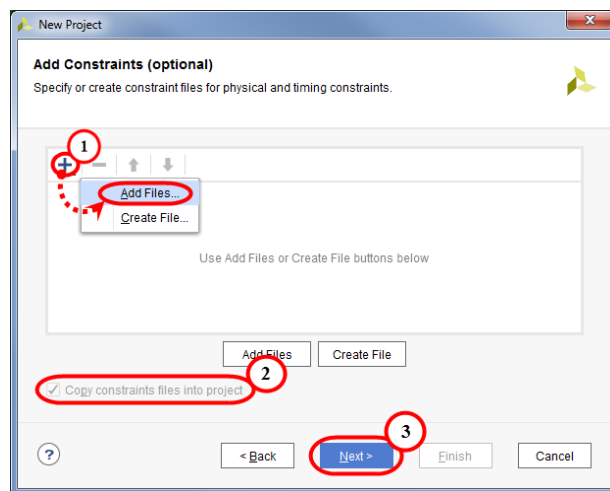 New Project
Add Constraints (optional)
Specify or create constraint files for physical and timing constraints.
1
Add Files...
Create File...
Use Add Files or Create File buttons below
Add Files
Create File
2
Copy constraints files into project
3
?
< Back
Next >
Finish
Cancel